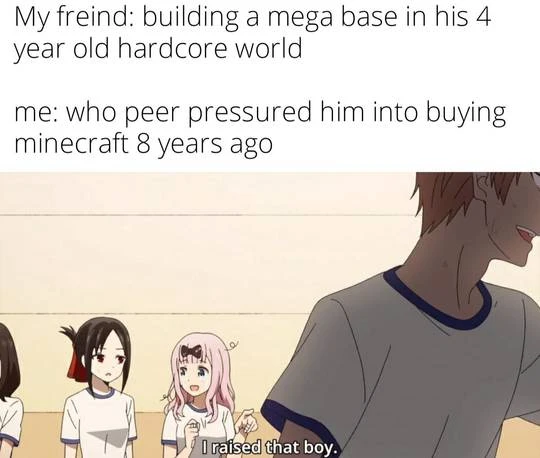 My freind: building a mega base in his 4
year old hardcore world
me: who peer pressured him into buying
minecraft 8 years ago
I raised that boy.